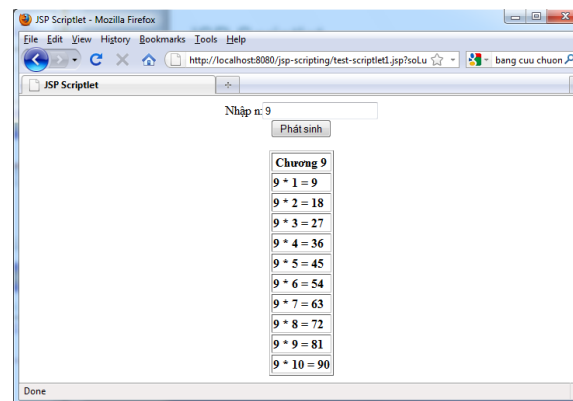 JSP Scriptlet - Mozilla Firefox
File Edit View History Bookmarks Tools Help
http://localhost:8080/jsp-scripting/test-scriptlet1.jsp?soLu bang cuu chuon
JSP Scriptlet
Nhập n: 9
Phát sinh
Chương 9
9 * 1 = 9
9 * 2 = 18
9 * 3 = 27
9 * 4 = 36
9 * 5 = 45
9 * 6 = 54
9 * 7 = 63
9 * 8 = 72
9 * 9 = 81
9 * 10 = 90
Done